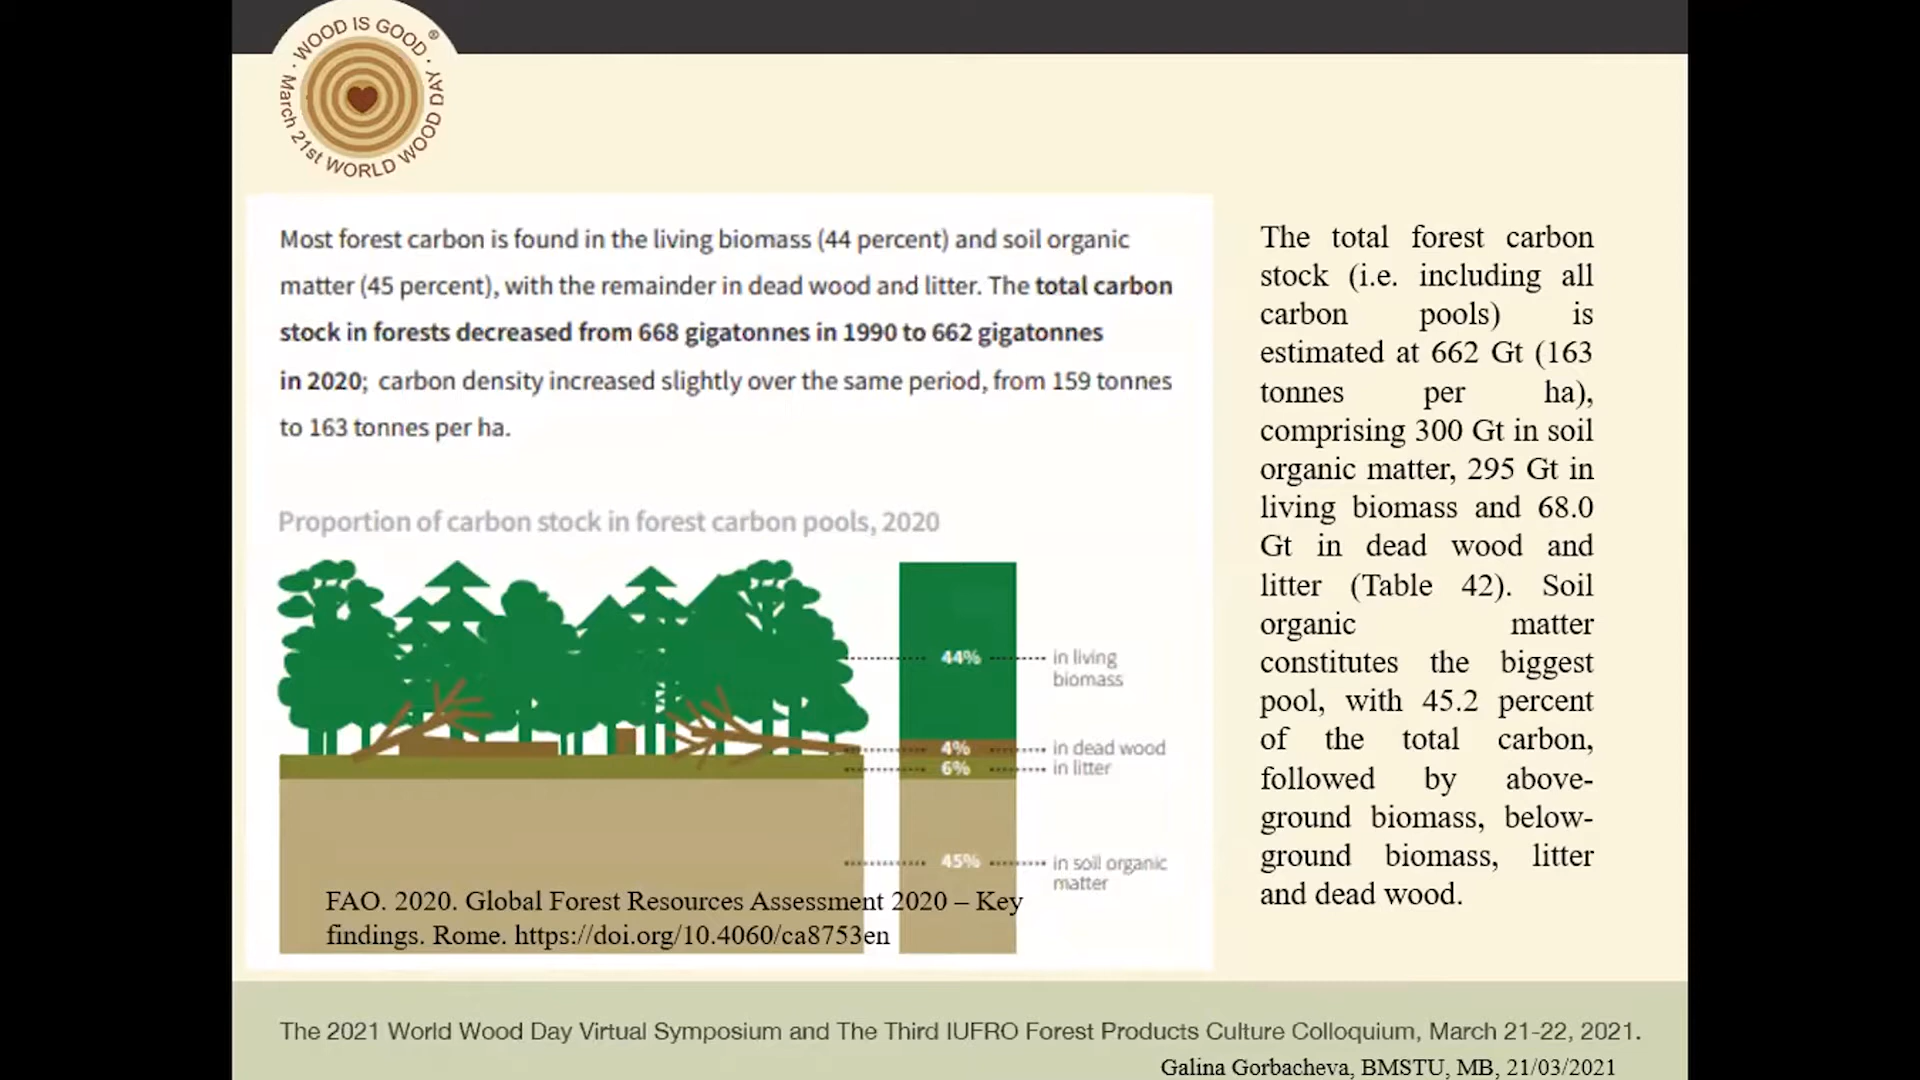 WOOD IS GOOD ®
· March 21st WORLD WOOD DAY ·
Most forest carbon is found in the living biomass (44 percent) and soil organic
matter (45 percent), with the remainder in dead wood and litter. The total carbon
stock in forests decreased from 668 gigatonnes in 1990 to 662 gigatonnes
in 2020; carbon density increased slightly over the same period, from 159 tonnes
to 163 tonnes per ha.
Proportion of carbon stock in forest carbon pools, 2020
44% in living
biomass
4% in dead wood
6% in litter
45% in soil organic
matter
FAO. 2020. Global Forest Resources Assessment 2020 – Key
findings. Rome. https://doi.org/10.4060/ca8753en
The total forest carbon
stock (i.e. including all
carbon pools) is
estimated at 662 Gt (163
tonnes per ha),
comprising 300 Gt in soil
organic matter, 295 Gt in
living biomass and 68.0
Gt in dead wood and
litter (Table 42). Soil
organic matter
constitutes the biggest
pool, with 45.2 percent
of the total carbon,
followed by above-
ground biomass, below-
ground biomass, litter
and dead wood.
The 2021 World Wood Day Virtual Symposium and The Third IUFRO Forest Products Culture Colloquium, March 21-22, 2021.
Galina Gorbacheva, BMSTU, MB, 21/03/2021